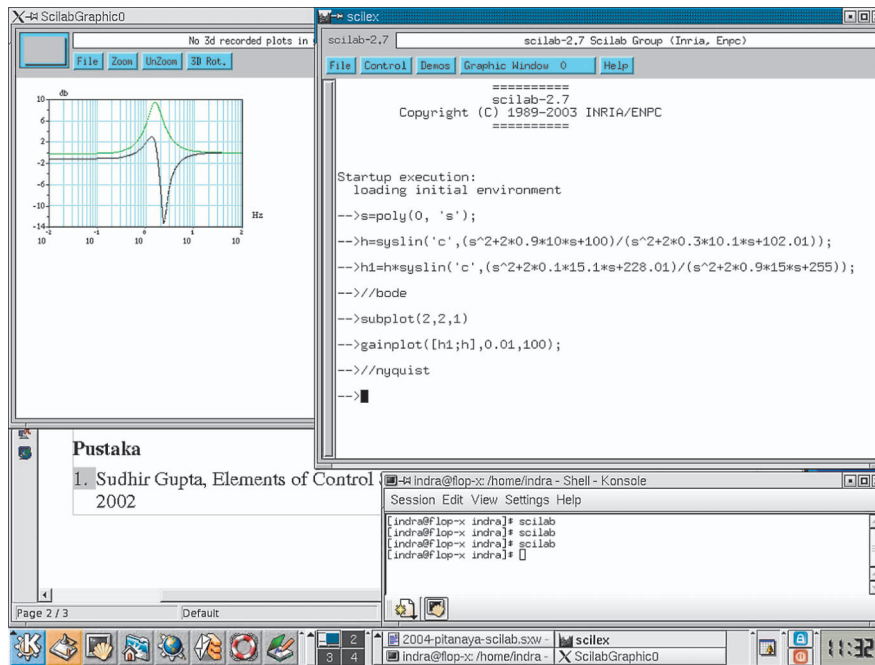 ScilabGraphic0
No 3d recorded plots in
File Zoom UnZoom 3D Rot.
db
10
6
2
-2
-6
-10
-14
Hz
10 -2
10 -1
10 0
10 1
10 2
scilex
scilab-2.7
scilab-2.7 Scilab Group (Inria, Enpc)
File Control Demos Graphic Window 0 Help
==========
scilab-2.7
Copyright (C) 1989-2003 INRIA/ENPC
==========
Startup execution:
loading initial environment
-->s=poly(0, 's');
-->h=syslin('c',(s^2+2*0.9*10*s+100)/(s^2+2*0.3*10.1*s+102.01));
-->h1=h*syslin('c',(s^2+2*0.1*15.1*s+228.01)/(s^2+2*0.9*15*s+255));
-->//bode
-->subplot(2,2,1)
-->gainplot([h1;h],0.01,100);
-->//nyquist
-->
Pustaka
1. Sudhir Gupta, Elements of Control
2002
Page 2 / 3
Default
indra@flop-x: /home/indra - Shell - Konsole
Session Edit View Settings Help
[indra@flop-x indra]# scilab
[indra@flop-x indra]# scilab
[indra@flop-x indra]# scilab
[indra@flop-x indra]#
2
3 4
2004-pitanaya-scilab.sxw -
scilex
indra@flop-x: /home/indra -
ScilabGraphic0
11:32